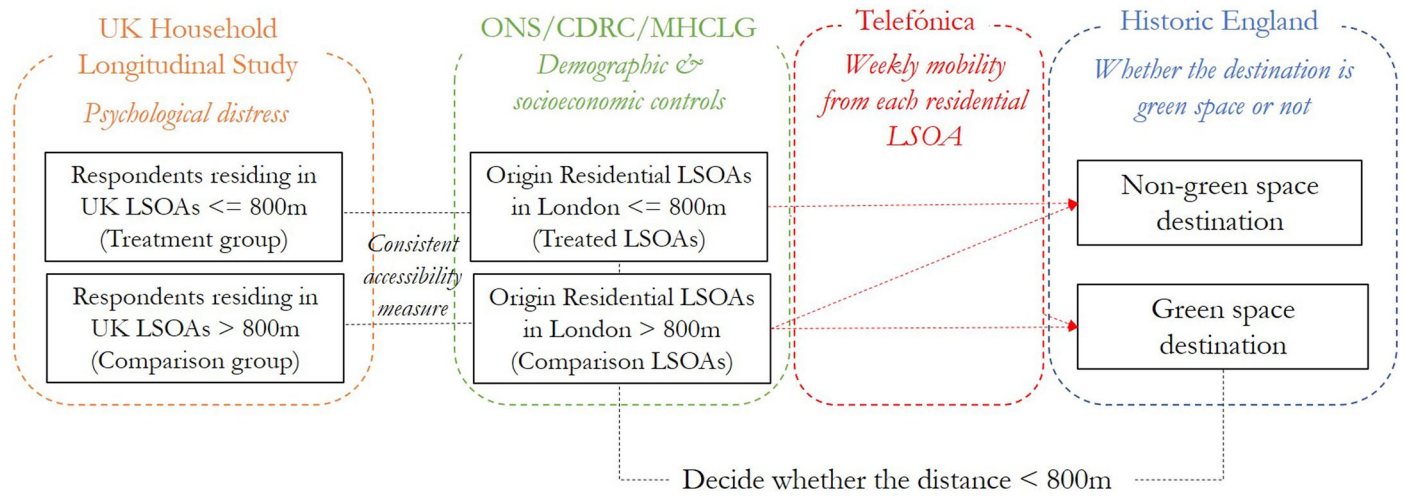 UK Household
Longitudinal Study
Psychological distress
Respondents residing in
UK LSOAs <= 800m
(Treatment group)
Respondents residing in
UK LSOAs > 800m
(Comparison group)
Consistent
accessibility
measure
ONS/CDRC/MHCLG
Demographic &
socioeconomic controls
Origin Residential LSOAs
in London <= 800m
(Treated LSOAs)
Origin Residential LSOAs
in London > 800m
(Comparison LSOAs)
Telefónica
Weekly mobility
from each residential
LSOA
Historic England
Whether the destination is
green space or not
Non-green space
destination
Green space
destination
Decide whether the distance < 800m